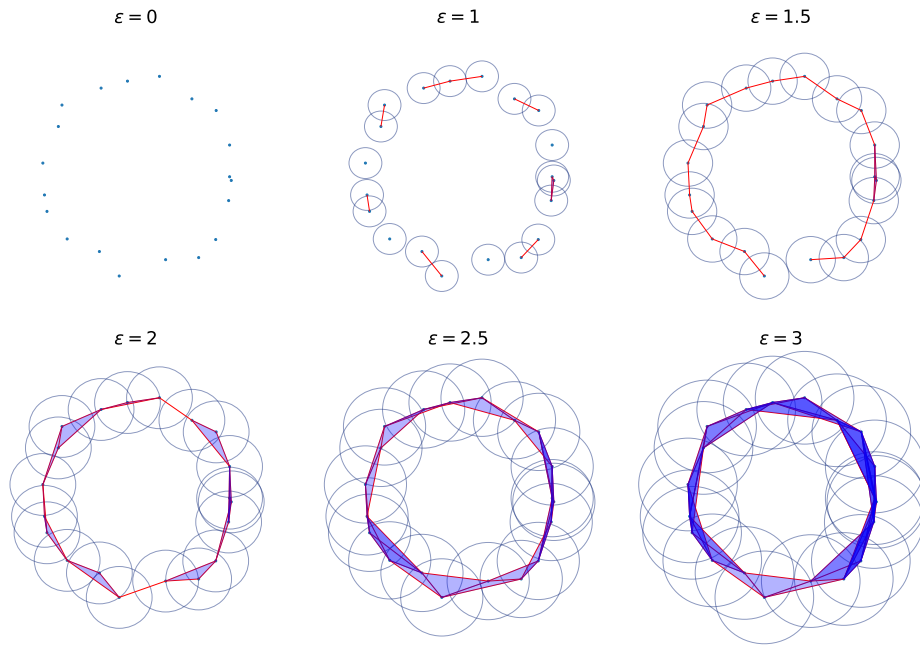 ε = 0
ε = 1
ε = 1.5
ε = 2
ε = 2.5
ε = 3